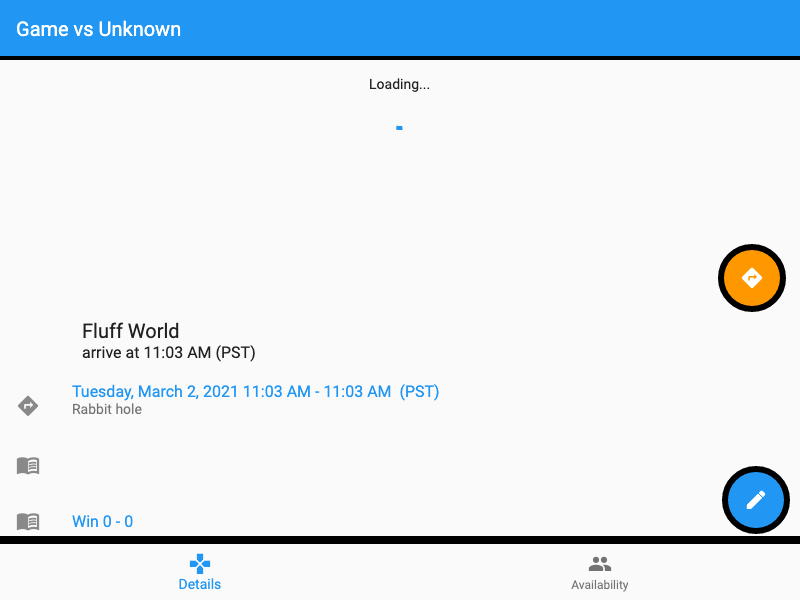 Game vs Unknown
Loading...
Fluff World
arrive at 11:03 AM (PST)
Tuesday, March 2, 2021 11:03 AM - 11:03 AM  (PST)
Rabbit hole
Win 0 - 0
Details
Availability